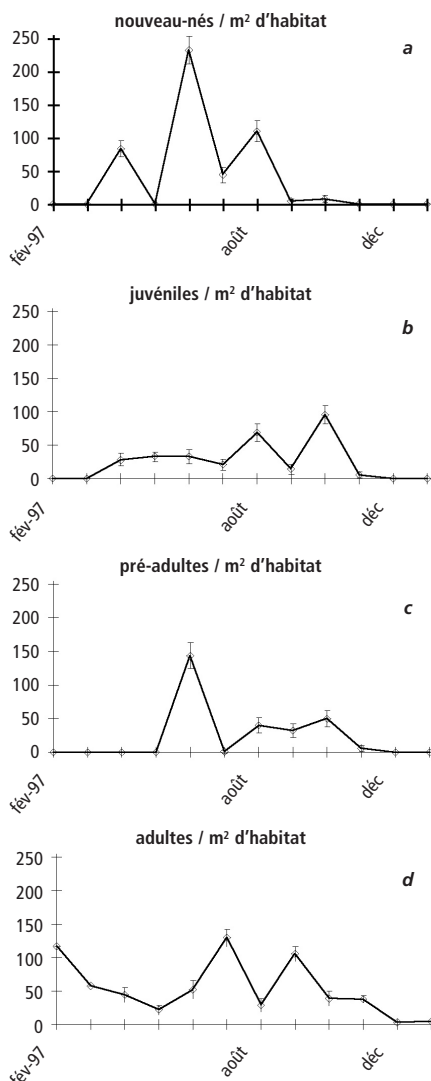 nouveau-nés / m² d'habitat
a
250
200
150
100
50
0
fév-97
août
déc
juvéniles / m² d'habitat
b
250
200
150
100
50
0
fév-97
août
déc
pré-adultes / m² d'habitat
c
250
200
150
100
50
0
fév-97
août
déc
adultes / m² d'habitat
d
250
200
150
100
50
0
fév-97
août
déc